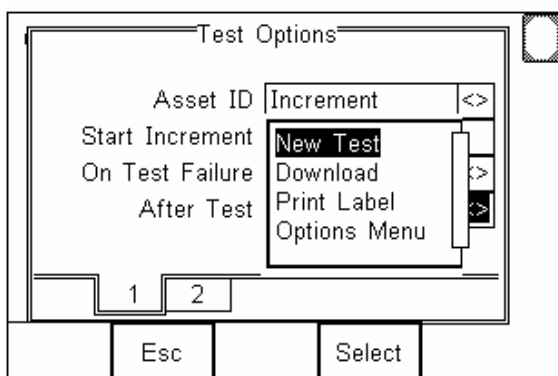 Test Options
Asset ID Increment <>
Start Increment
New Test
On Test Failure <>
Download
After Test <>
Print Label
Options Menu
1 2
Esc Select